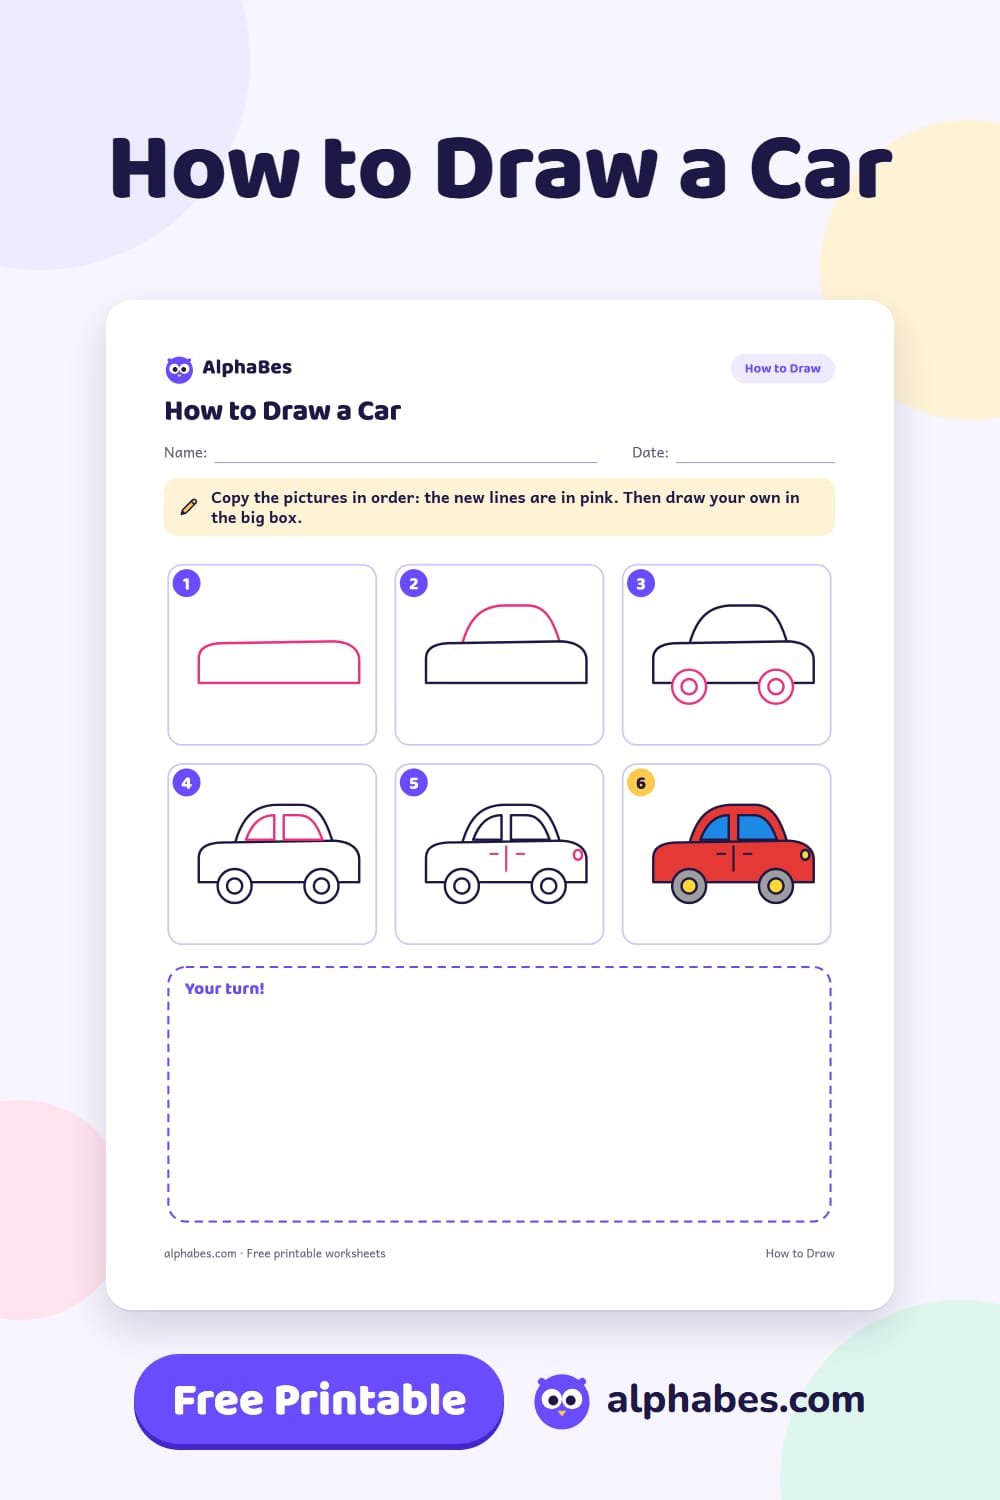 How to Draw a Car
AlphaBes
How to Draw
How to Draw a Car
Name:
Date:
Copy the pictures in order: the new lines are in pink. Then draw your own in
the big box.
1
2
3
4
5
6
Your turn!
alphabes.com · Free printable worksheets
How to Draw
Free Printable
alphabes.com